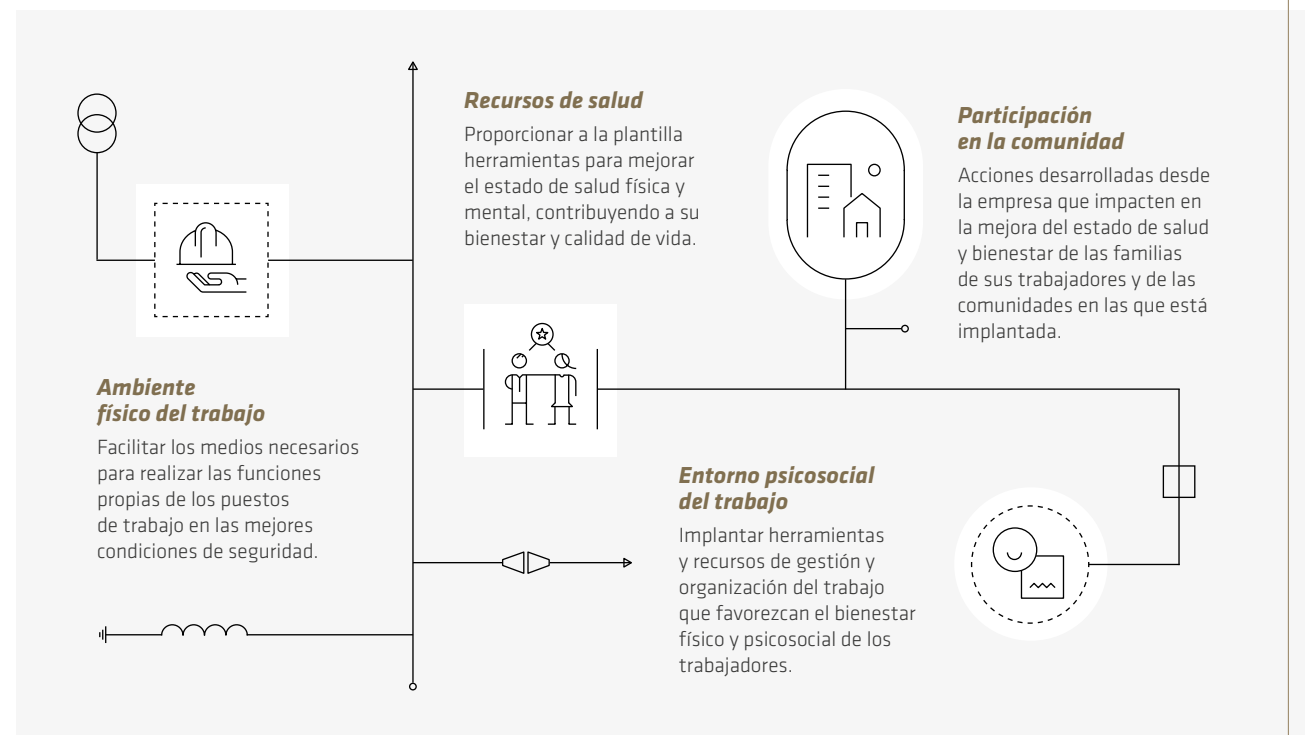 Recursos de salud
Proporcionar a la plantilla
herramientas para mejorar
el estado de salud física y
mental, contribuyendo a su
bienestar y calidad de vida.
Participación
en la comunidad
Acciones desarrolladas desde
la empresa que impacten en
la mejora del estado de salud
y bienestar de las familias
de sus trabajadores y de las
comunidades en las que está
implantada.
Ambiente
físico del trabajo
Facilitar los medios necesarios
para realizar las funciones
propias de los puestos
de trabajo en las mejores
condiciones de seguridad.
Entorno psicosocial
del trabajo
Implantar herramientas
y recursos de gestión y
organización del trabajo
que favorezcan el bienestar
físico y psicosocial de los
trabajadores.